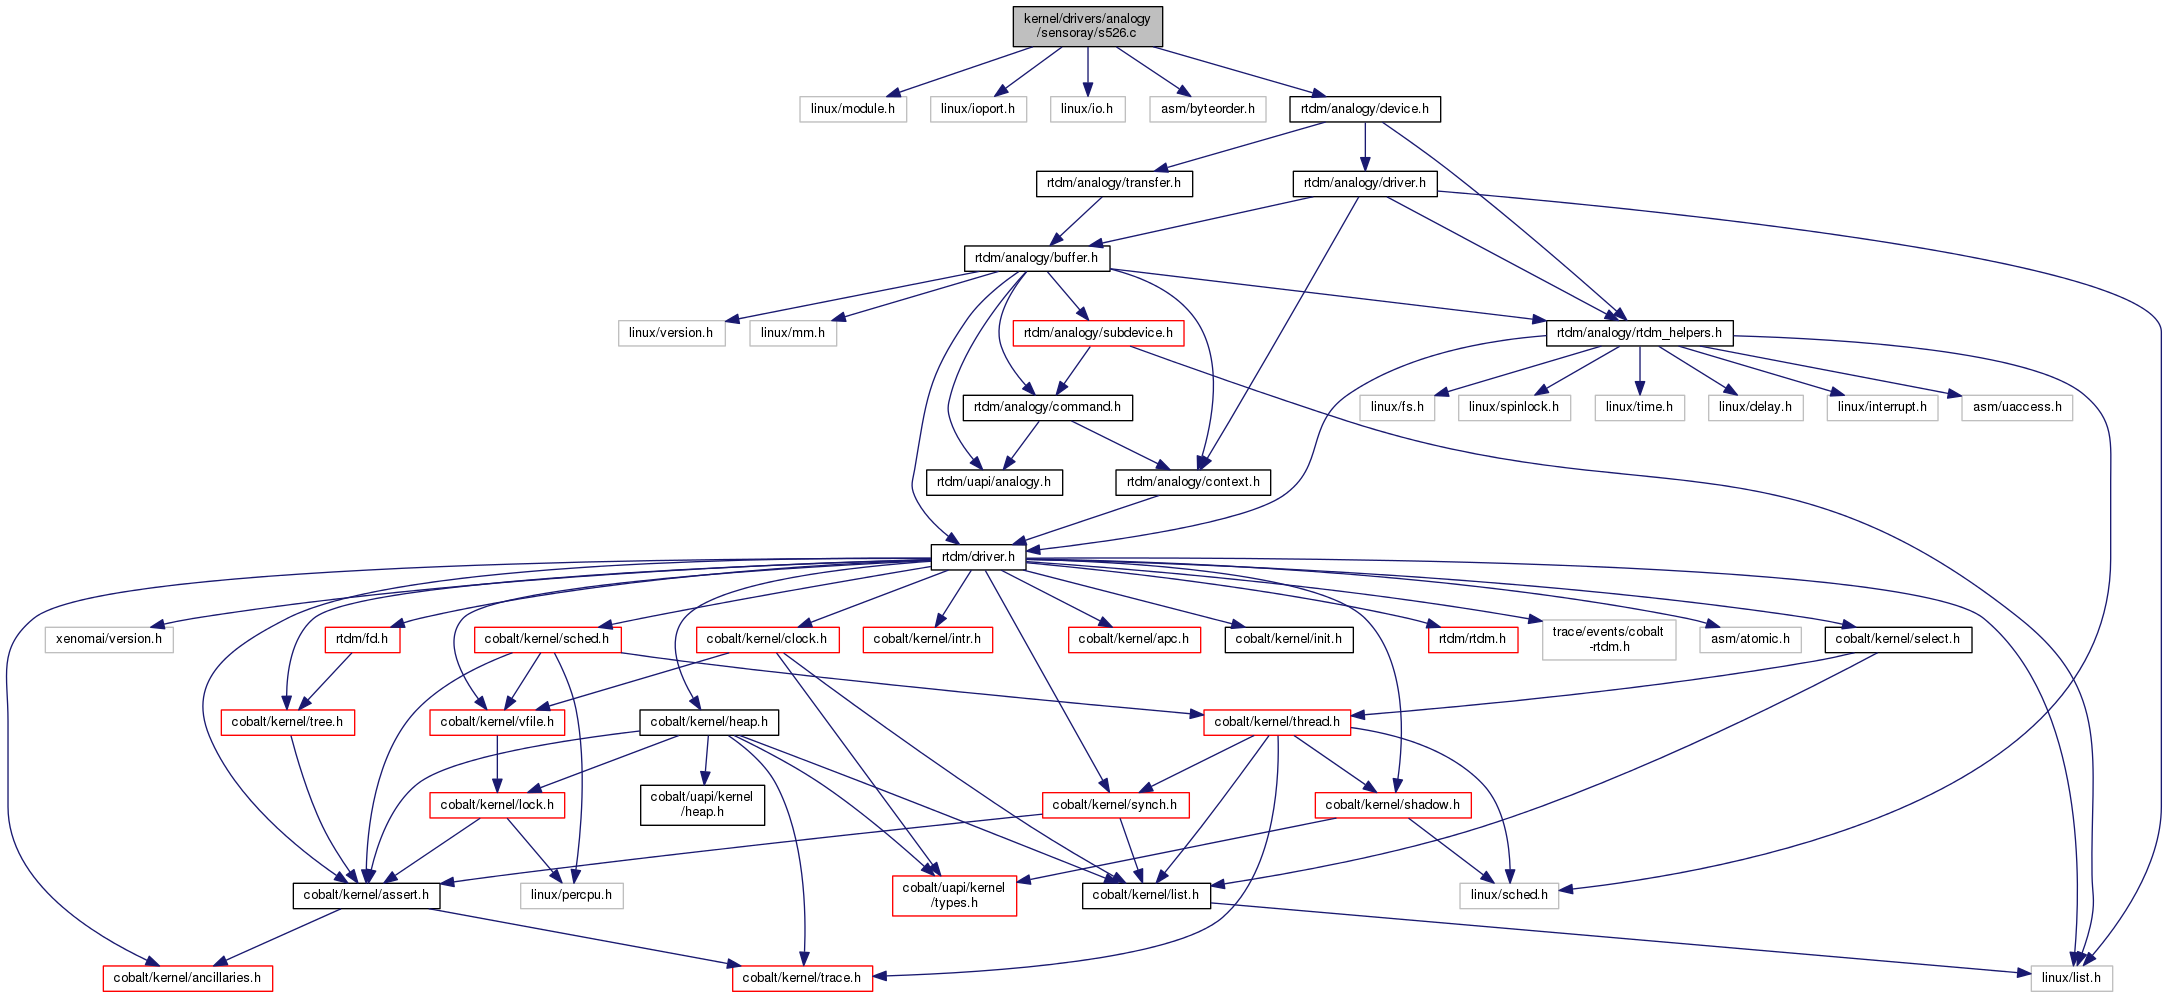 kernel/drivers/analogy
/sensoray/s526.c
linux/module.h
linux/ioport.h
linux/io.h
asm/byteorder.h
rtdm/analogy/device.h
rtdm/analogy/transfer.h
rtdm/analogy/driver.h
rtdm/analogy/buffer.h
linux/version.h
linux/mm.h
rtdm/analogy/subdevice.h
rtdm/analogy/rtdm_helpers.h
rtdm/analogy/command.h
linux/fs.h
linux/spinlock.h
linux/time.h
linux/delay.h
linux/interrupt.h
asm/uaccess.h
rtdm/uapi/analogy.h
rtdm/analogy/context.h
rtdm/driver.h
xenomai/version.h
rtdm/fd.h
cobalt/kernel/sched.h
cobalt/kernel/clock.h
cobalt/kernel/intr.h
cobalt/kernel/apc.h
cobalt/kernel/init.h
rtdm/rtdm.h
trace/events/cobalt
-rtdm.h
asm/atomic.h
cobalt/kernel/select.h
cobalt/kernel/tree.h
cobalt/kernel/vfile.h
cobalt/kernel/heap.h
cobalt/kernel/thread.h
cobalt/kernel/lock.h
cobalt/uapi/kernel
/heap.h
cobalt/kernel/synch.h
cobalt/kernel/shadow.h
cobalt/kernel/assert.h
linux/percpu.h
cobalt/uapi/kernel
/types.h
cobalt/kernel/list.h
linux/sched.h
cobalt/kernel/ancillaries.h
cobalt/kernel/trace.h
linux/list.h